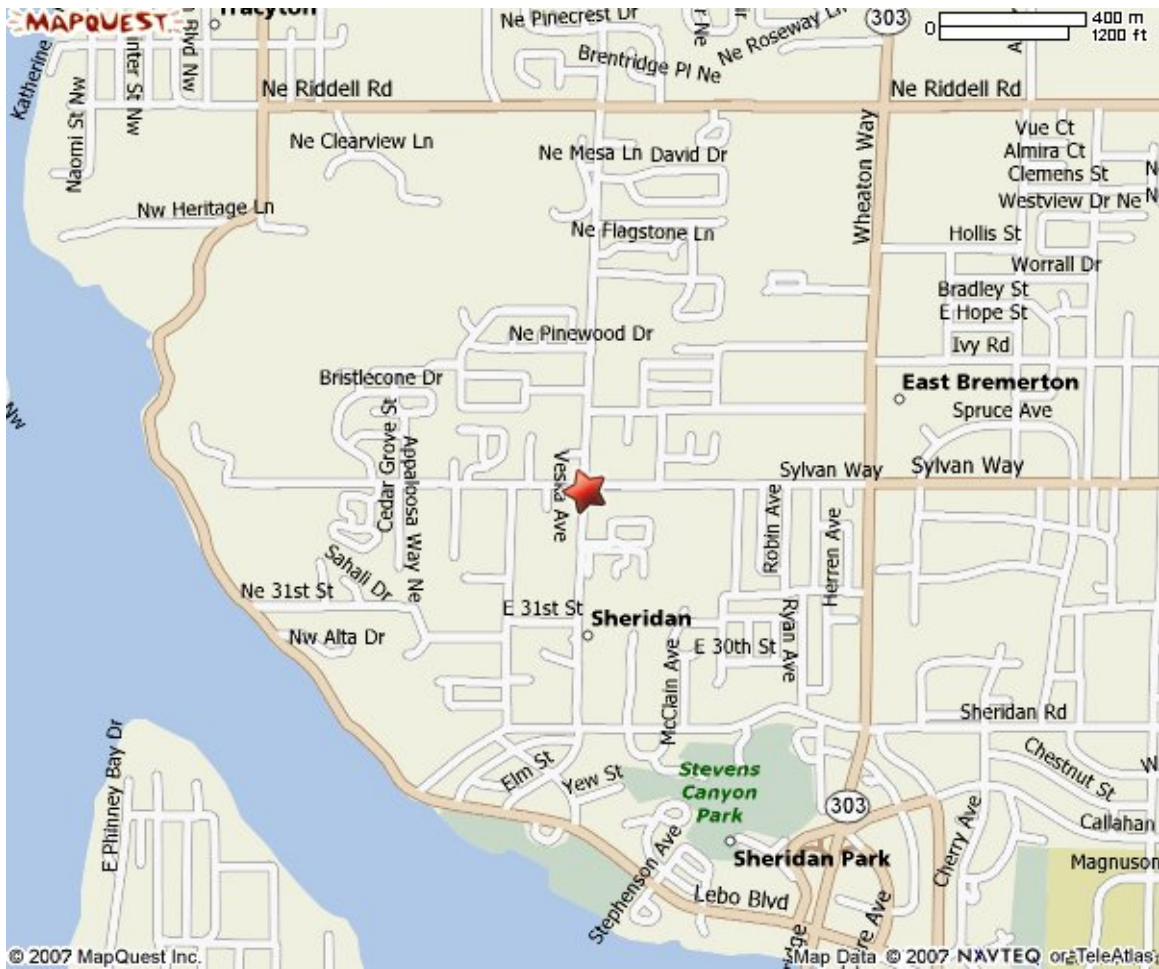 MAPQUEST
Tracyton
Ne Pinecrest Dr
Ne Roseway Ln
303
0
400 m
1200 ft
Katherine
Naomi St Nw
Brentridge Pl Ne
Ne Riddell Rd
Ne Riddell Rd
Ne Clearview Ln
Ne Mesa Ln
David Dr
Wheaton Way
Vue Ct
Almira Ct
Clemens St
Westview Dr Ne
Nw Heritage Ln
Ne Flagstone Ln
Hollis St
Worrall Dr
Bradley St
E Hope St
Ne Pinewood Dr
Ivy Rd
Bristlecone Dr
East Bremerton
Spruce Ave
Nw
Cedar Grove St
Appaloosa Way Ne
Veska Ave
Sylvan Way
Sylvan Way
Robin Ave
Herren Ave
Sahali Dr
Ne 31st St
E 31st St
Sheridan
Nw Alta Dr
E 30th St
Ryan Ave
McClain Ave
Sheridan Rd
E Phinney Bay Dr
Elm St
Yew St
Stevens
Canyon
Park
Chestnut St
303
Callahan
Cherry Ave
Sheridan Park
Magnuson
Stephenson Ave
Lebo Blvd
© 2007 MapQuest Inc.
Map Data © 2007 NAVTEQ or TeleAtlas